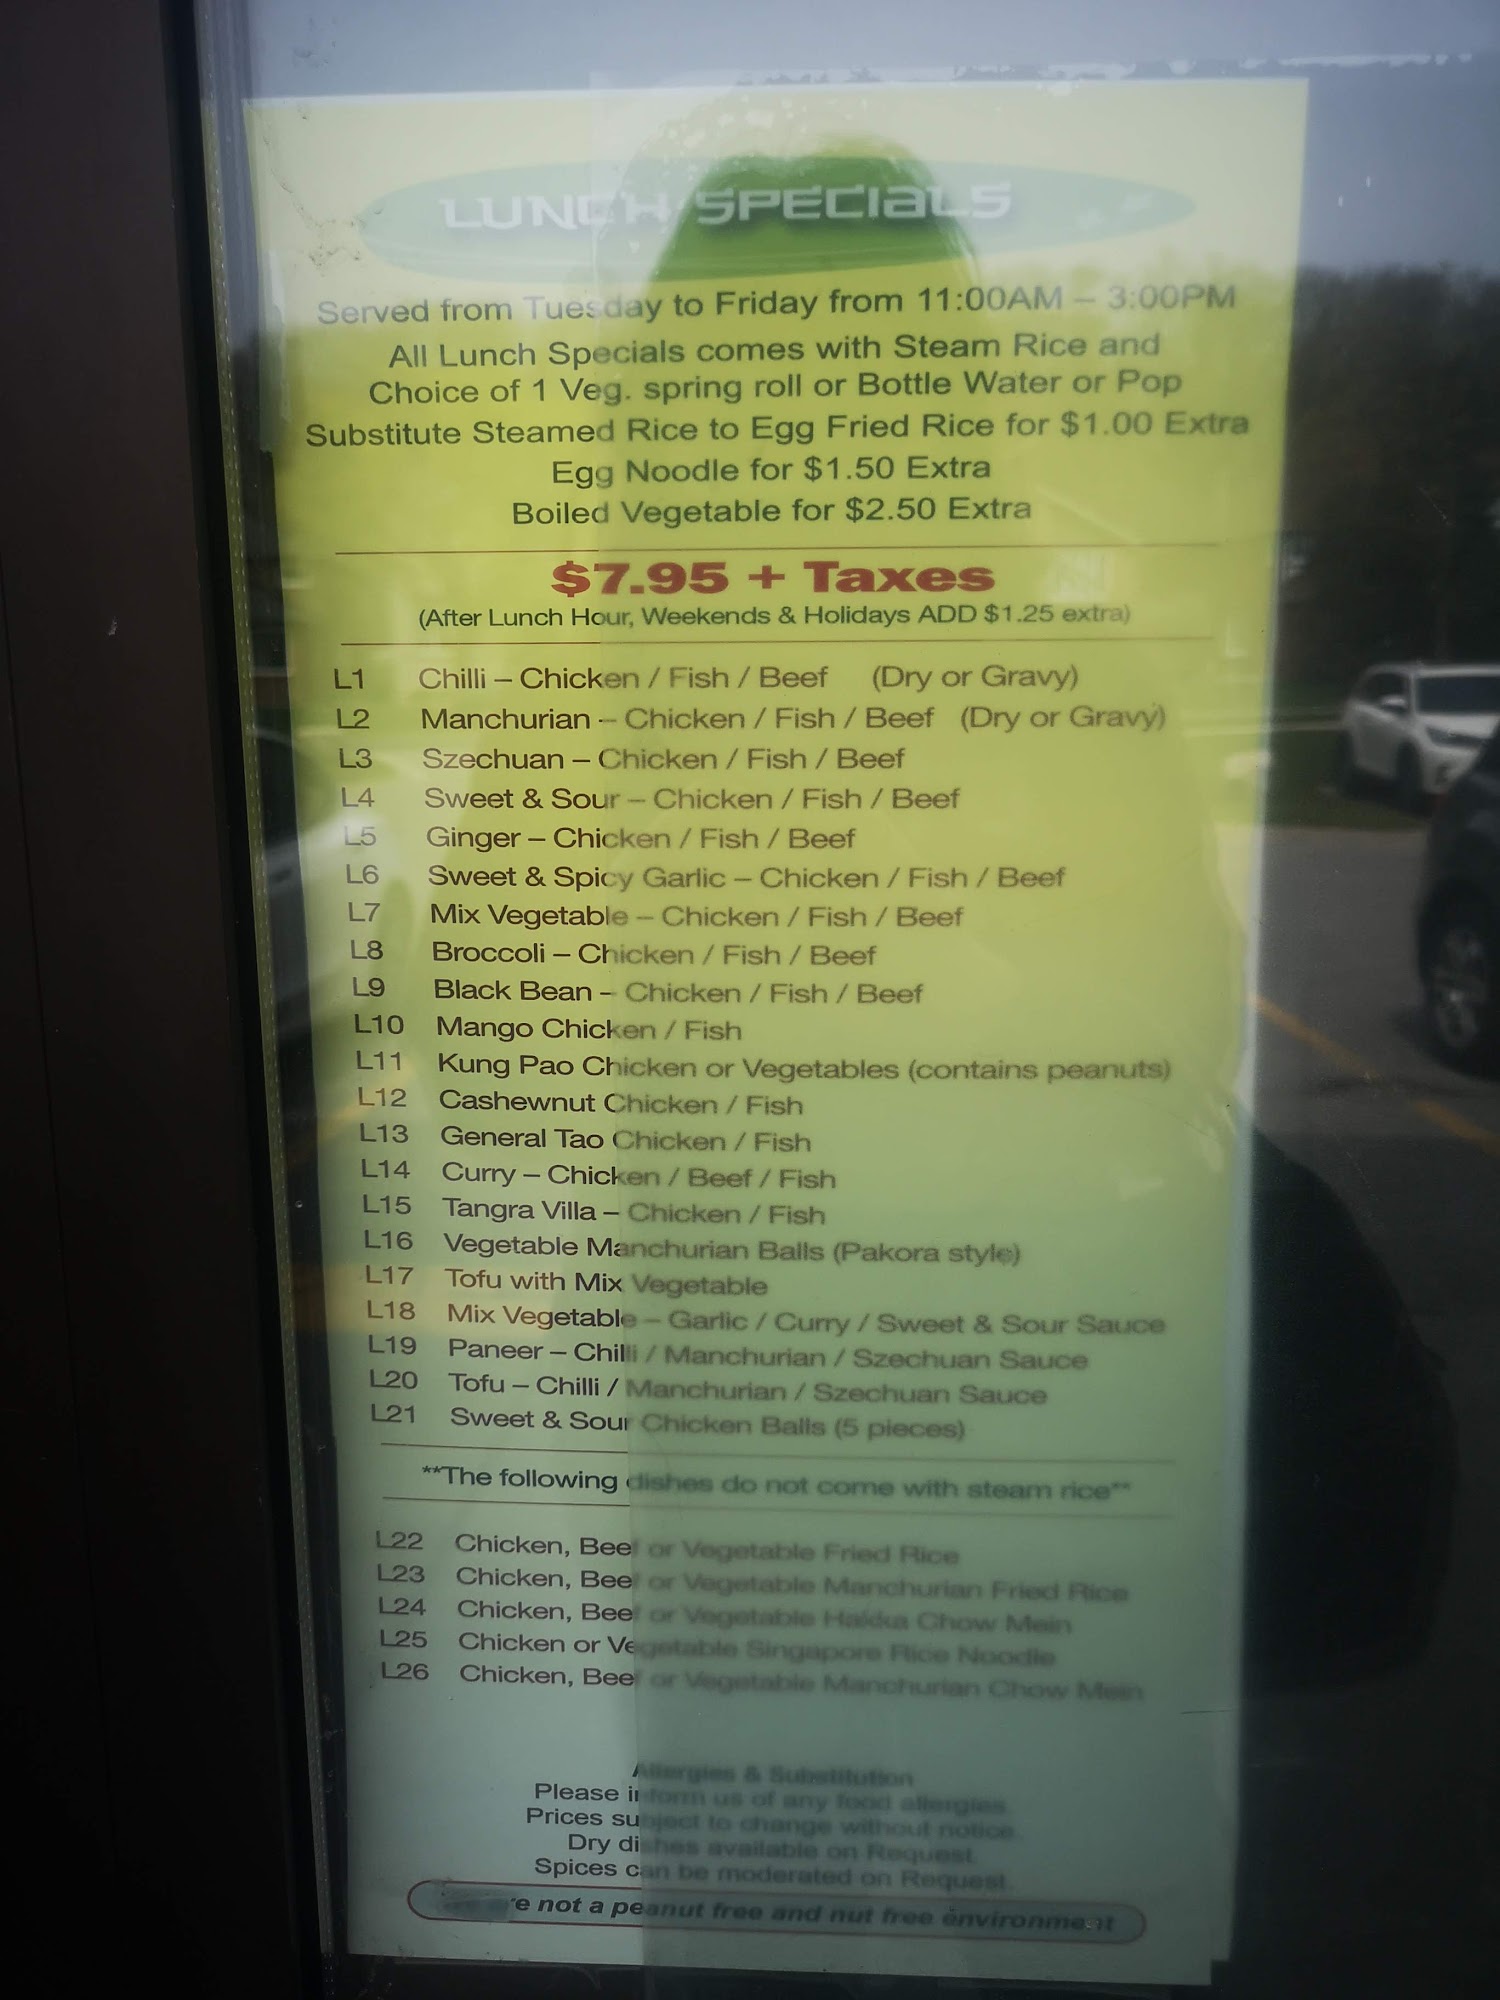 LUNCH SPECIALS
Served from Tuesday to Friday from 11:00AM – 3:00PM
All Lunch Specials comes with Steam Rice and
Choice of 1 Veg. spring roll or Bottle Water or Pop
Substitute Steamed Rice to Egg Fried Rice for $1.00 Extra
Egg Noodle for $1.50 Extra
Boiled Vegetable for $2.50 Extra
$7.95 + Taxes
(After Lunch Hour, Weekends & Holidays ADD $1.25 extra)
L1 Chilli – Chicken / Fish / Beef (Dry or Gravy)
L2 Manchurian – Chicken / Fish / Beef (Dry or Gravy)
L3 Szechuan – Chicken / Fish / Beef
L4 Sweet & Sour – Chicken / Fish / Beef
L5 Ginger – Chicken / Fish / Beef
L6 Sweet & Spicy Garlic – Chicken / Fish / Beef
L7 Mix Vegetable – Chicken / Fish / Beef
L8 Broccoli – Chicken / Fish / Beef
L9 Black Bean – Chicken / Fish / Beef
L10 Mango Chicken / Fish
L11 Kung Pao Chicken or Vegetables (contains peanuts)
L12 Cashewnut Chicken / Fish
L13 General Tao Chicken / Fish
L14 Curry – Chicken / Beef / Fish
L15 Tangra Villa – Chicken / Fish
L16 Vegetable Manchurian Balls (Pakora style)
L17 Tofu with Mix Vegetable
L18 Mix Vegetable – Garlic / Curry / Sweet & Sour Sauce
L19 Paneer – Chilli / Manchurian / Szechuan Sauce
L20 Tofu – Chilli / Manchurian / Szechuan Sauce
L21 Sweet & Sour Chicken Balls (5 pieces)
**The following dishes do not come with steam rice**
L22 Chicken, Beef or Vegetable Fried Rice
L23 Chicken, Beef or Vegetable Manchurian Fried Rice
L24 Chicken, Beef or Vegetable Hakka Chow Mein
L25 Chicken or Vegetable Singapore Rice Noodle
L26 Chicken, Beef or Vegetable Manchurian Chow Mein
Allergies & Substitution
Please inform us of any food allergies
Prices subject to change without notice
Dry dishes available on Request.
Spices can be moderated on Request.
not a peanut free and nut free environment